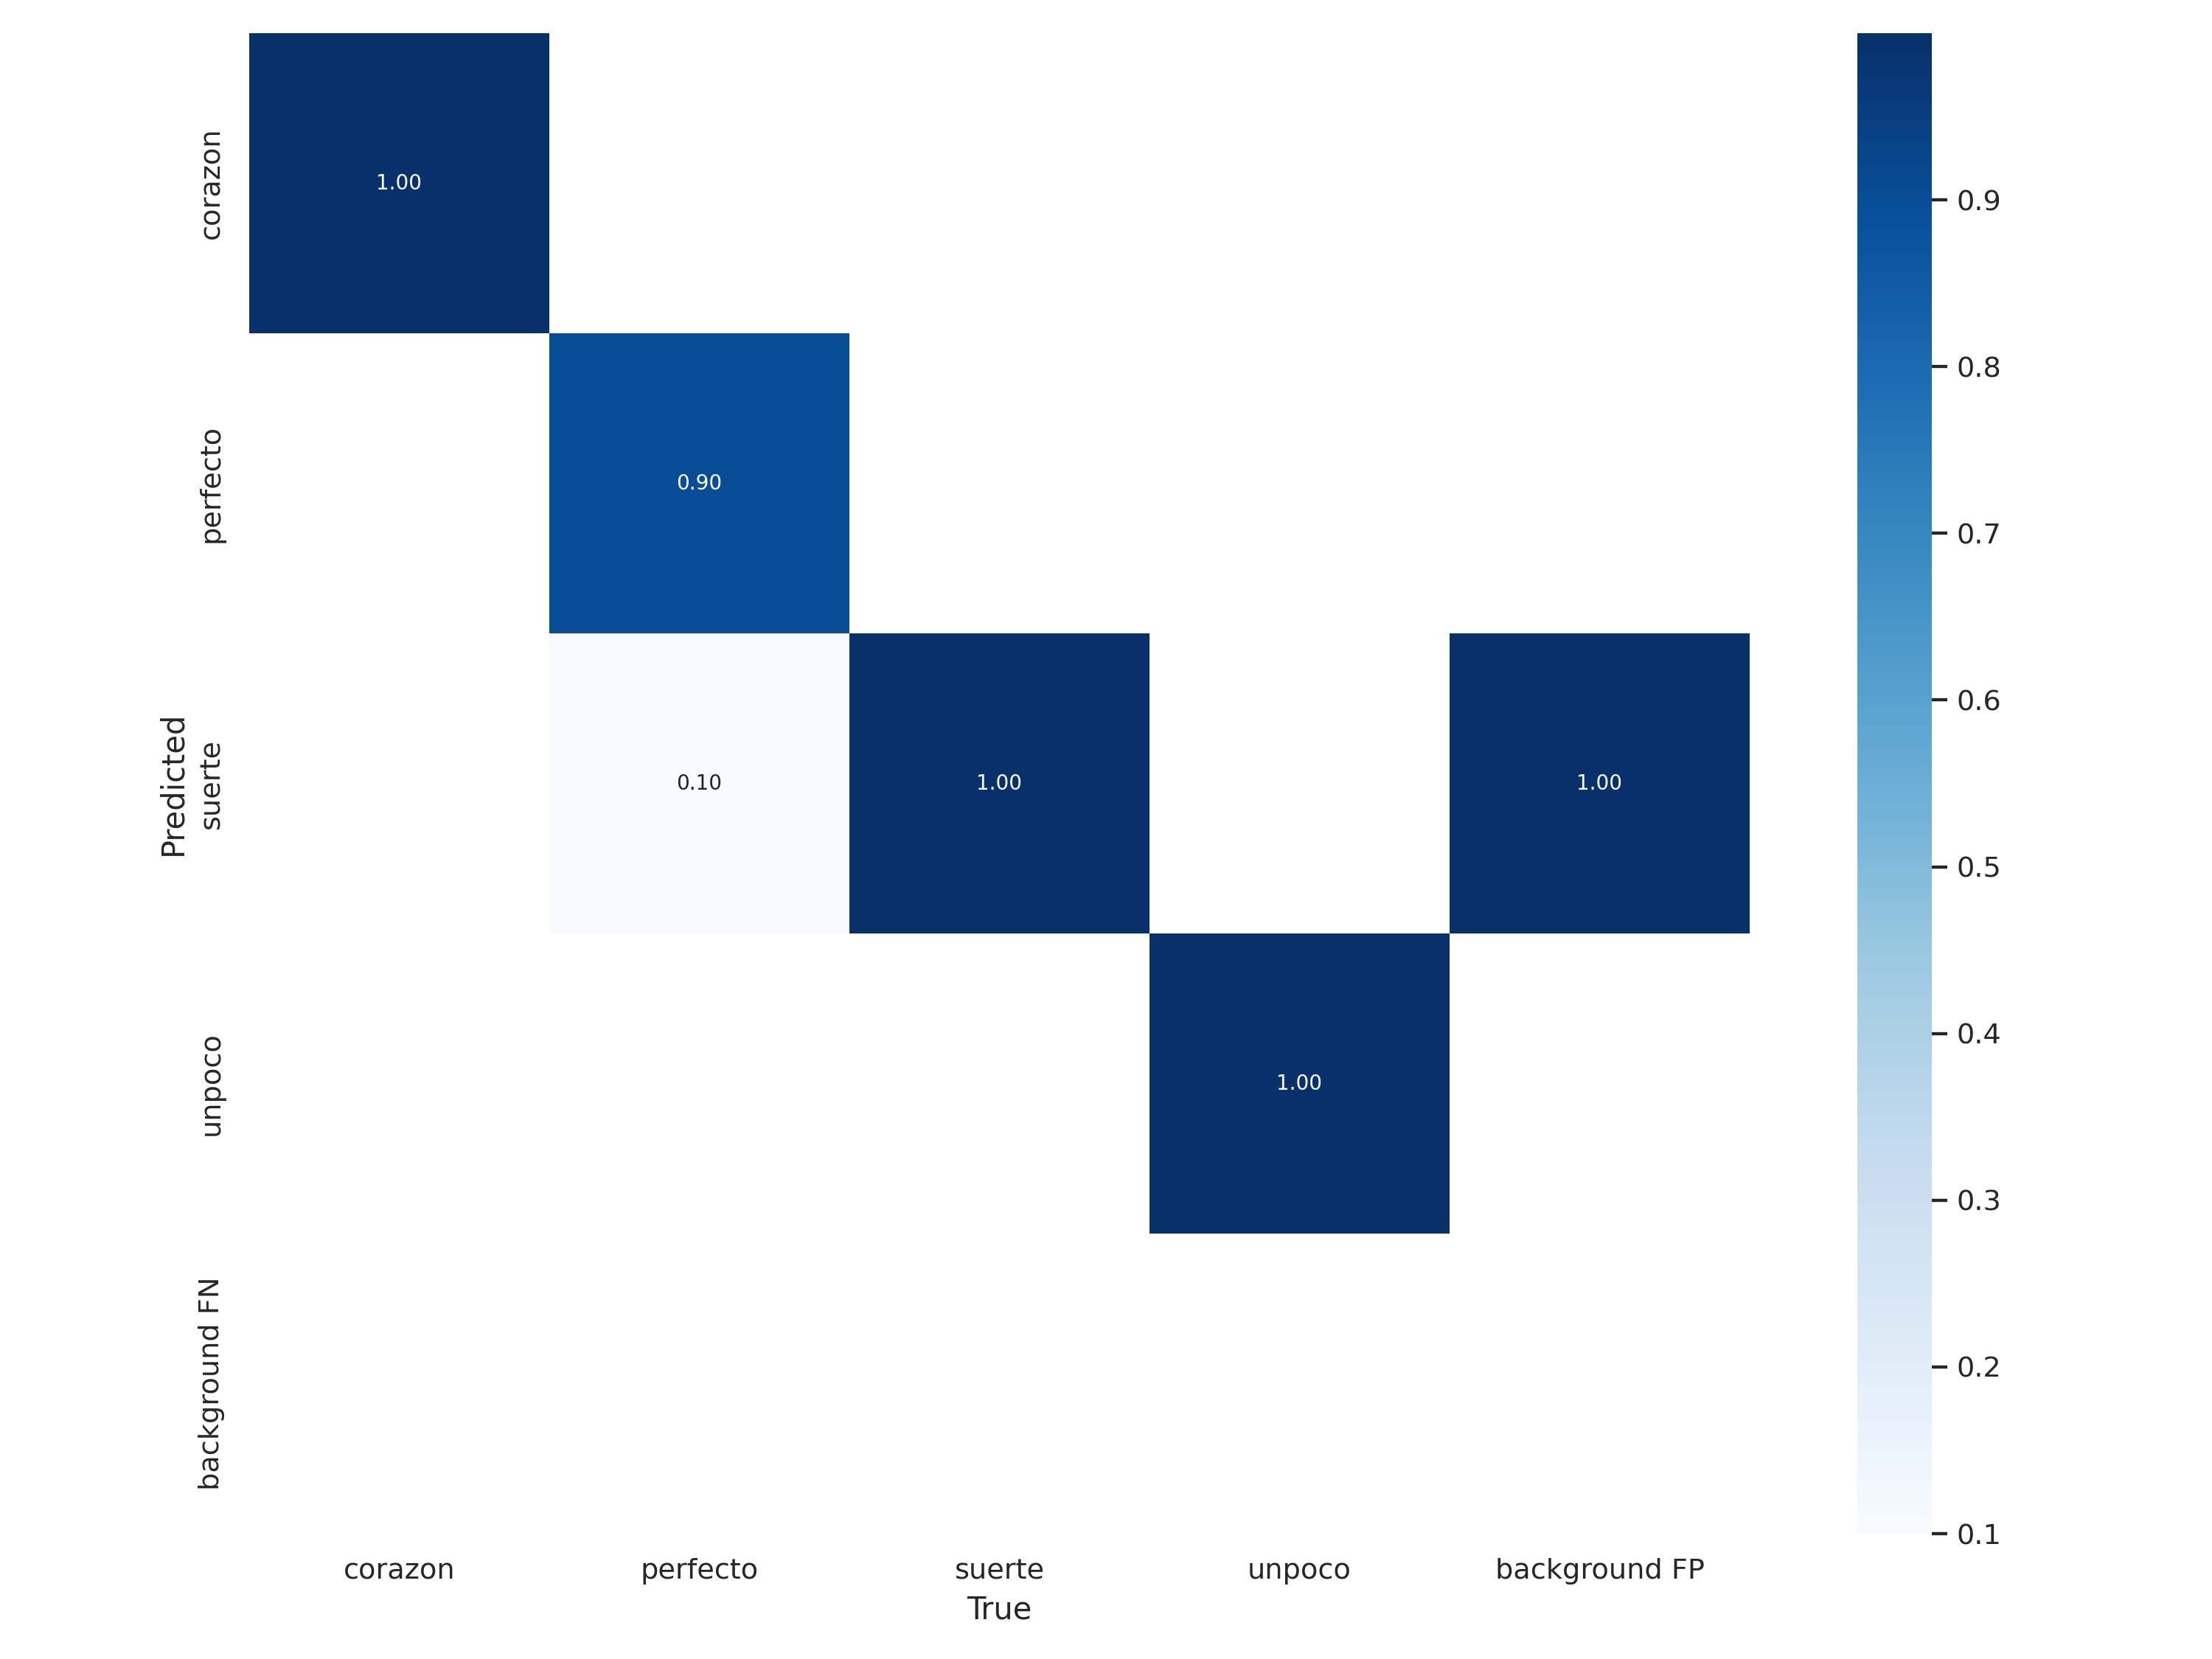 corazon
1.00
perfecto
0.90
Predicted
suerte
0.10 1.00 1.00
unpoco
1.00
background FN
corazon perfecto suerte unpoco background FP
True
0.9
0.8
0.7
0.6
0.5
0.4
0.3
0.2
0.1